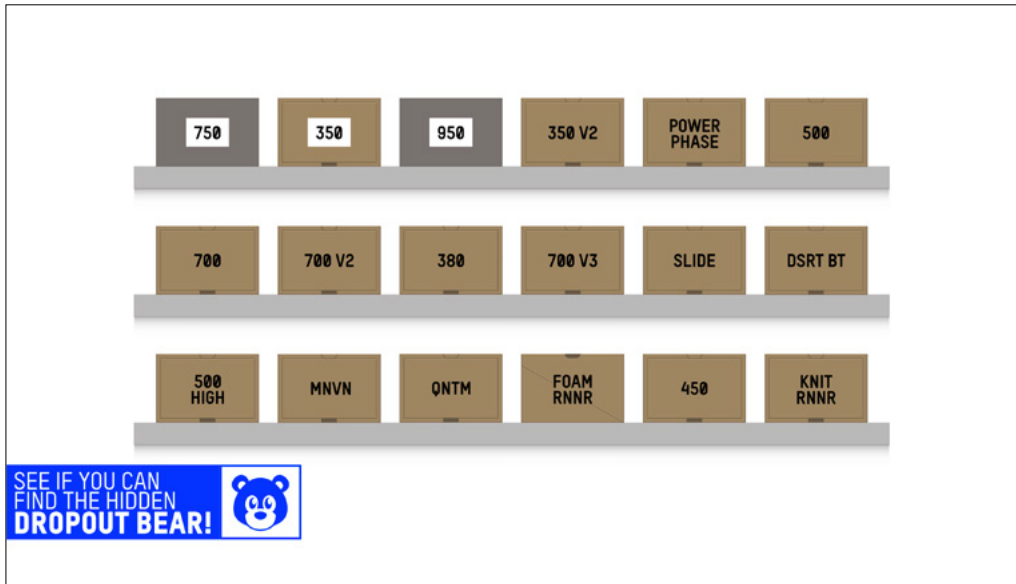 750
350
950
350 V2
POWER
PHASE
500
700
700 V2
380
700 V3
SLIDE
DSRT BT
500
HIGH
MNVN
QNTM
FOAM
RNNR
450
KNIT
RNNR
SEE IF YOU CAN
FIND THE HIDDEN
DROPOUT BEAR!